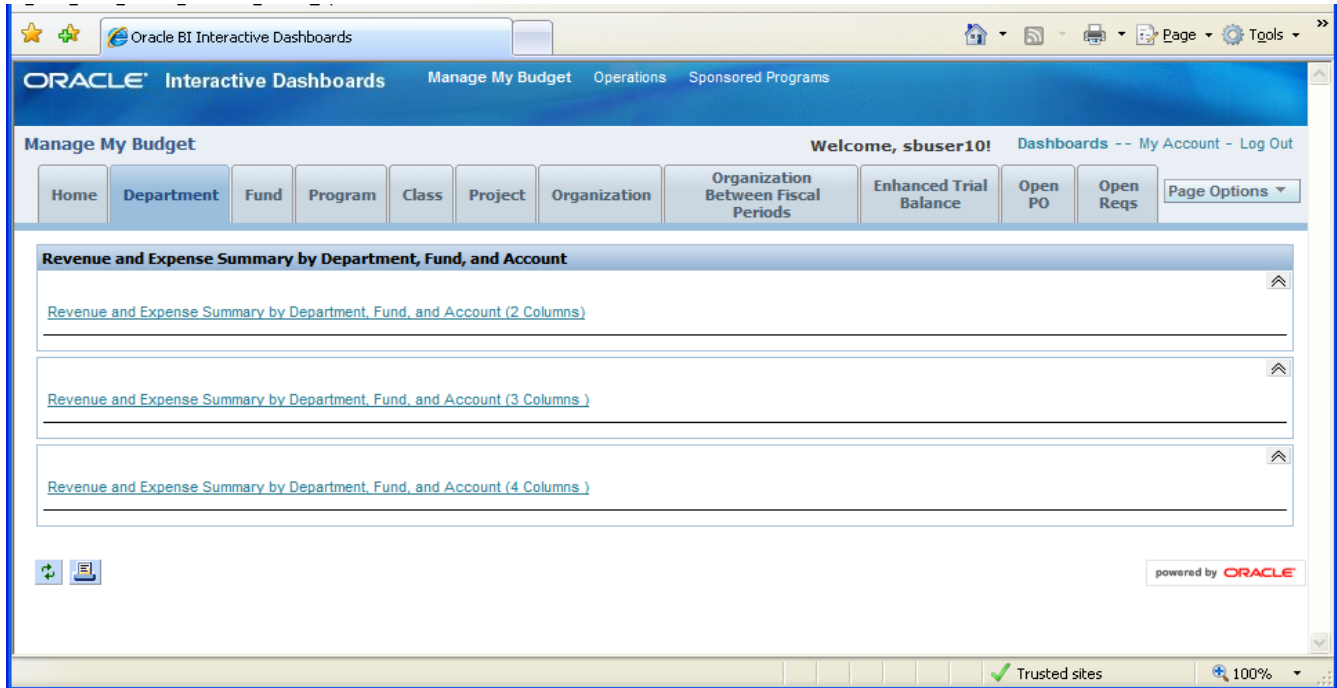 Oracle BI Interactive Dashboards
Page
Tools
»
ORACLE Interactive Dashboards
Manage My Budget Operations Sponsored Programs
Manage My Budget
Welcome, sbuser10!
Dashboards -- My Account - Log Out
Home
Department
Fund
Program
Class
Project
Organization
Organization
Between Fiscal
Periods
Enhanced Trial
Balance
Open
PO
Open
Reqs
Page Options
Revenue and Expense Summary by Department, Fund, and Account
Revenue and Expense Summary by Department, Fund, and Account (2 Columns)
Revenue and Expense Summary by Department, Fund, and Account (3 Columns )
Revenue and Expense Summary by Department, Fund, and Account (4 Columns )
powered by ORACLE
Trusted sites
100%